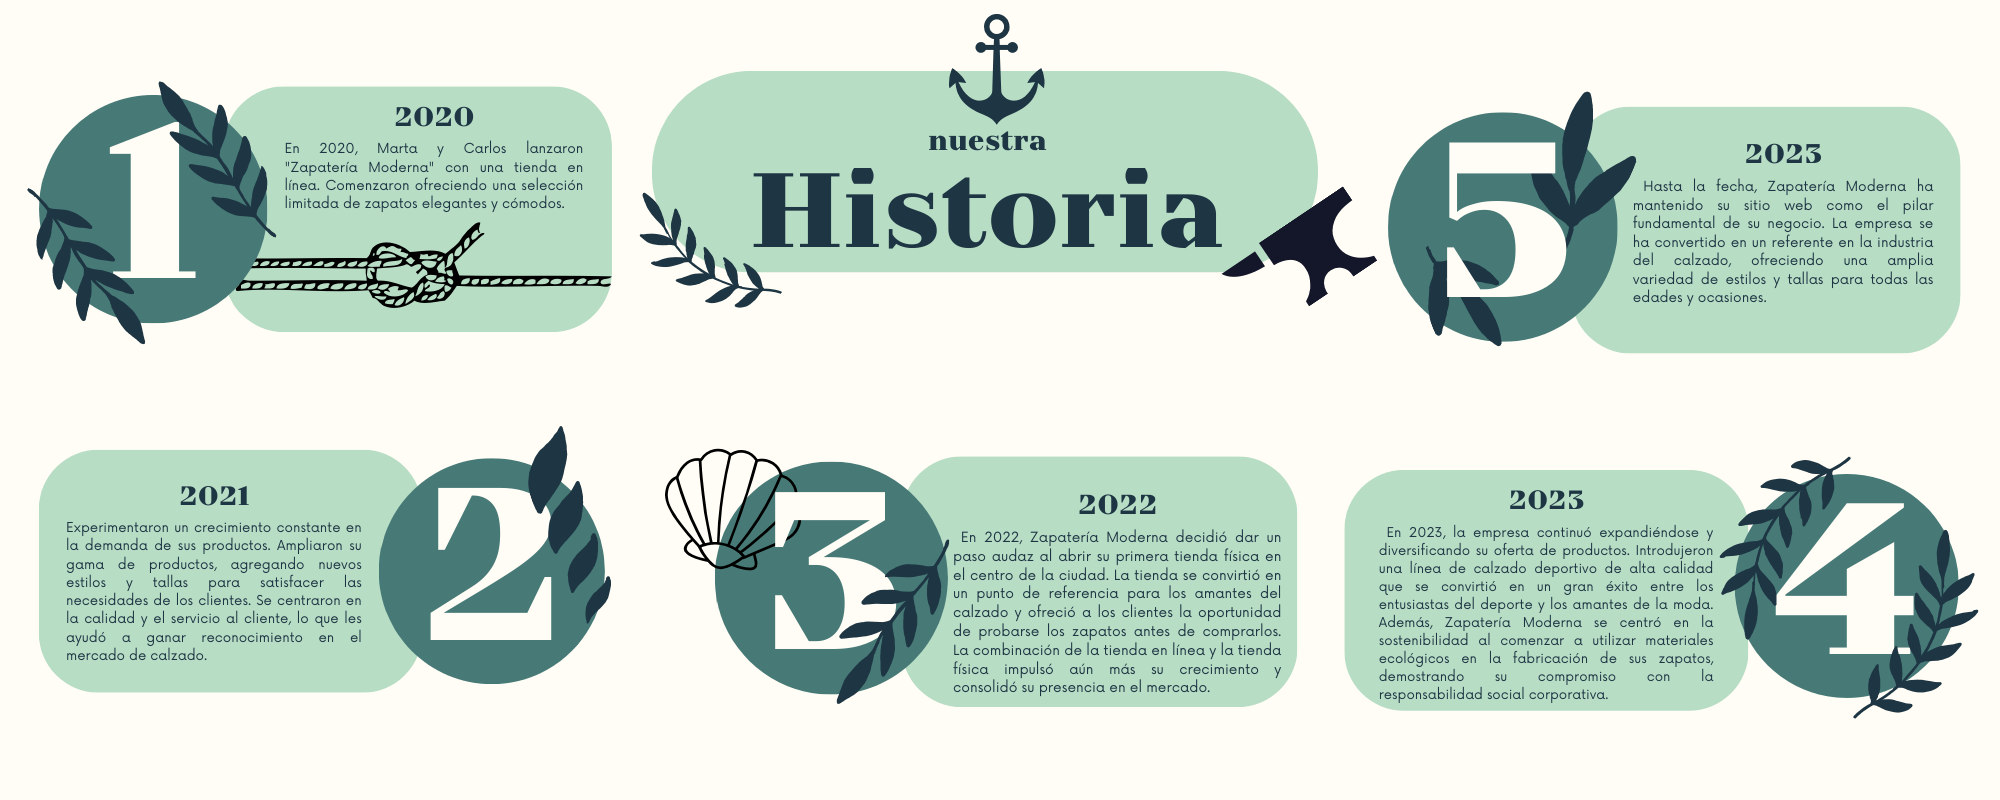 nuestra
Historia
1
2020
En 2020, Marta y Carlos lanzaron
"Zapatería Moderna" con una tienda en
línea. Comenzaron ofreciendo una selección
limitada de zapatos elegantes y cómodos.
2021
Experimentaron un crecimiento constante en
la demanda de sus productos. Ampliaron su
gama de productos, agregando nuevos
estilos y tallas para satisfacer las
necesidades de los clientes. Se centraron en
la calidad y el servicio al cliente, lo que les
ayudó a ganar reconocimiento en el
mercado de calzado.
2
3
2022
En 2022, Zapatería Moderna decidió dar un
paso audaz al abrir su primera tienda física en
el centro de la ciudad. La tienda se convirtió en
un punto de referencia para los amantes del
calzado y ofreció a los clientes la oportunidad
de probarse los zapatos antes de comprarlos.
La combinación de la tienda en línea y la tienda
física impulsó aún más su crecimiento y
consolidó su presencia en el mercado.
2023
En 2023, la empresa continuó expandiéndose y
diversificando su oferta de productos. Introdujeron
una línea de calzado deportivo de alta calidad
que se convirtió en un gran éxito entre los
entusiastas del deporte y los amantes de la moda.
Además, Zapatería Moderna se centró en la
sostenibilidad al comenzar a utilizar materiales
ecológicos en la fabricación de sus zapatos,
demostrando su compromiso con la
responsabilidad social corporativa.
4
5
2023
Hasta la fecha, Zapatería Moderna ha
mantenido su sitio web como el pilar
fundamental de su negocio. La empresa se
ha convertido en un referente en la industria
del calzado, ofreciendo una amplia
variedad de estilos y tallas para todas las
edades y ocasiones.